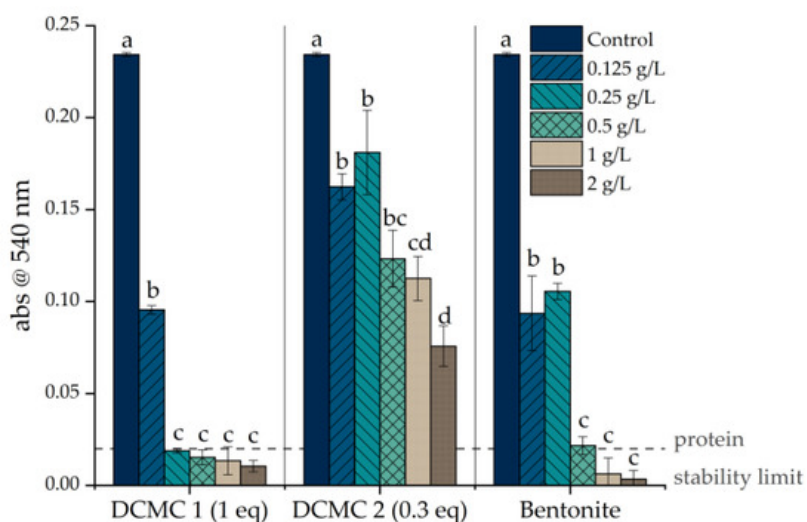 0.25
0.20
0.15
0.10
0.05
0.00
abs @ 540 nm
a
b
c c c c
a
b
b
bc
cd
d
a
b b
c
c
c
Control
0.125 g/L
0.25 g/L
0.5 g/L
1 g/L
2 g/L
protein
stability limit
DCMC 1 (1 eq) DCMC 2 (0.3 eq) Bentonite